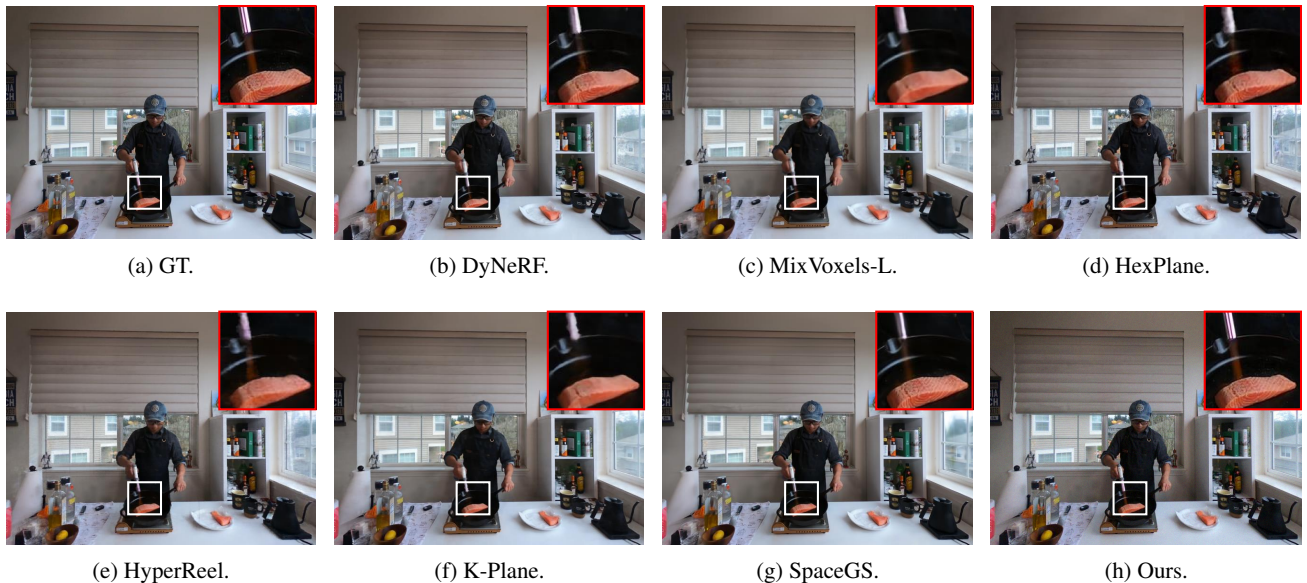 (a) GT.
(b) DyNeRF.
(c) MixVoxels-L.
(d) HexPlane.
(e) HyperReel.
(f) K-Plane.
(g) SpaceGS.
(h) Ours.